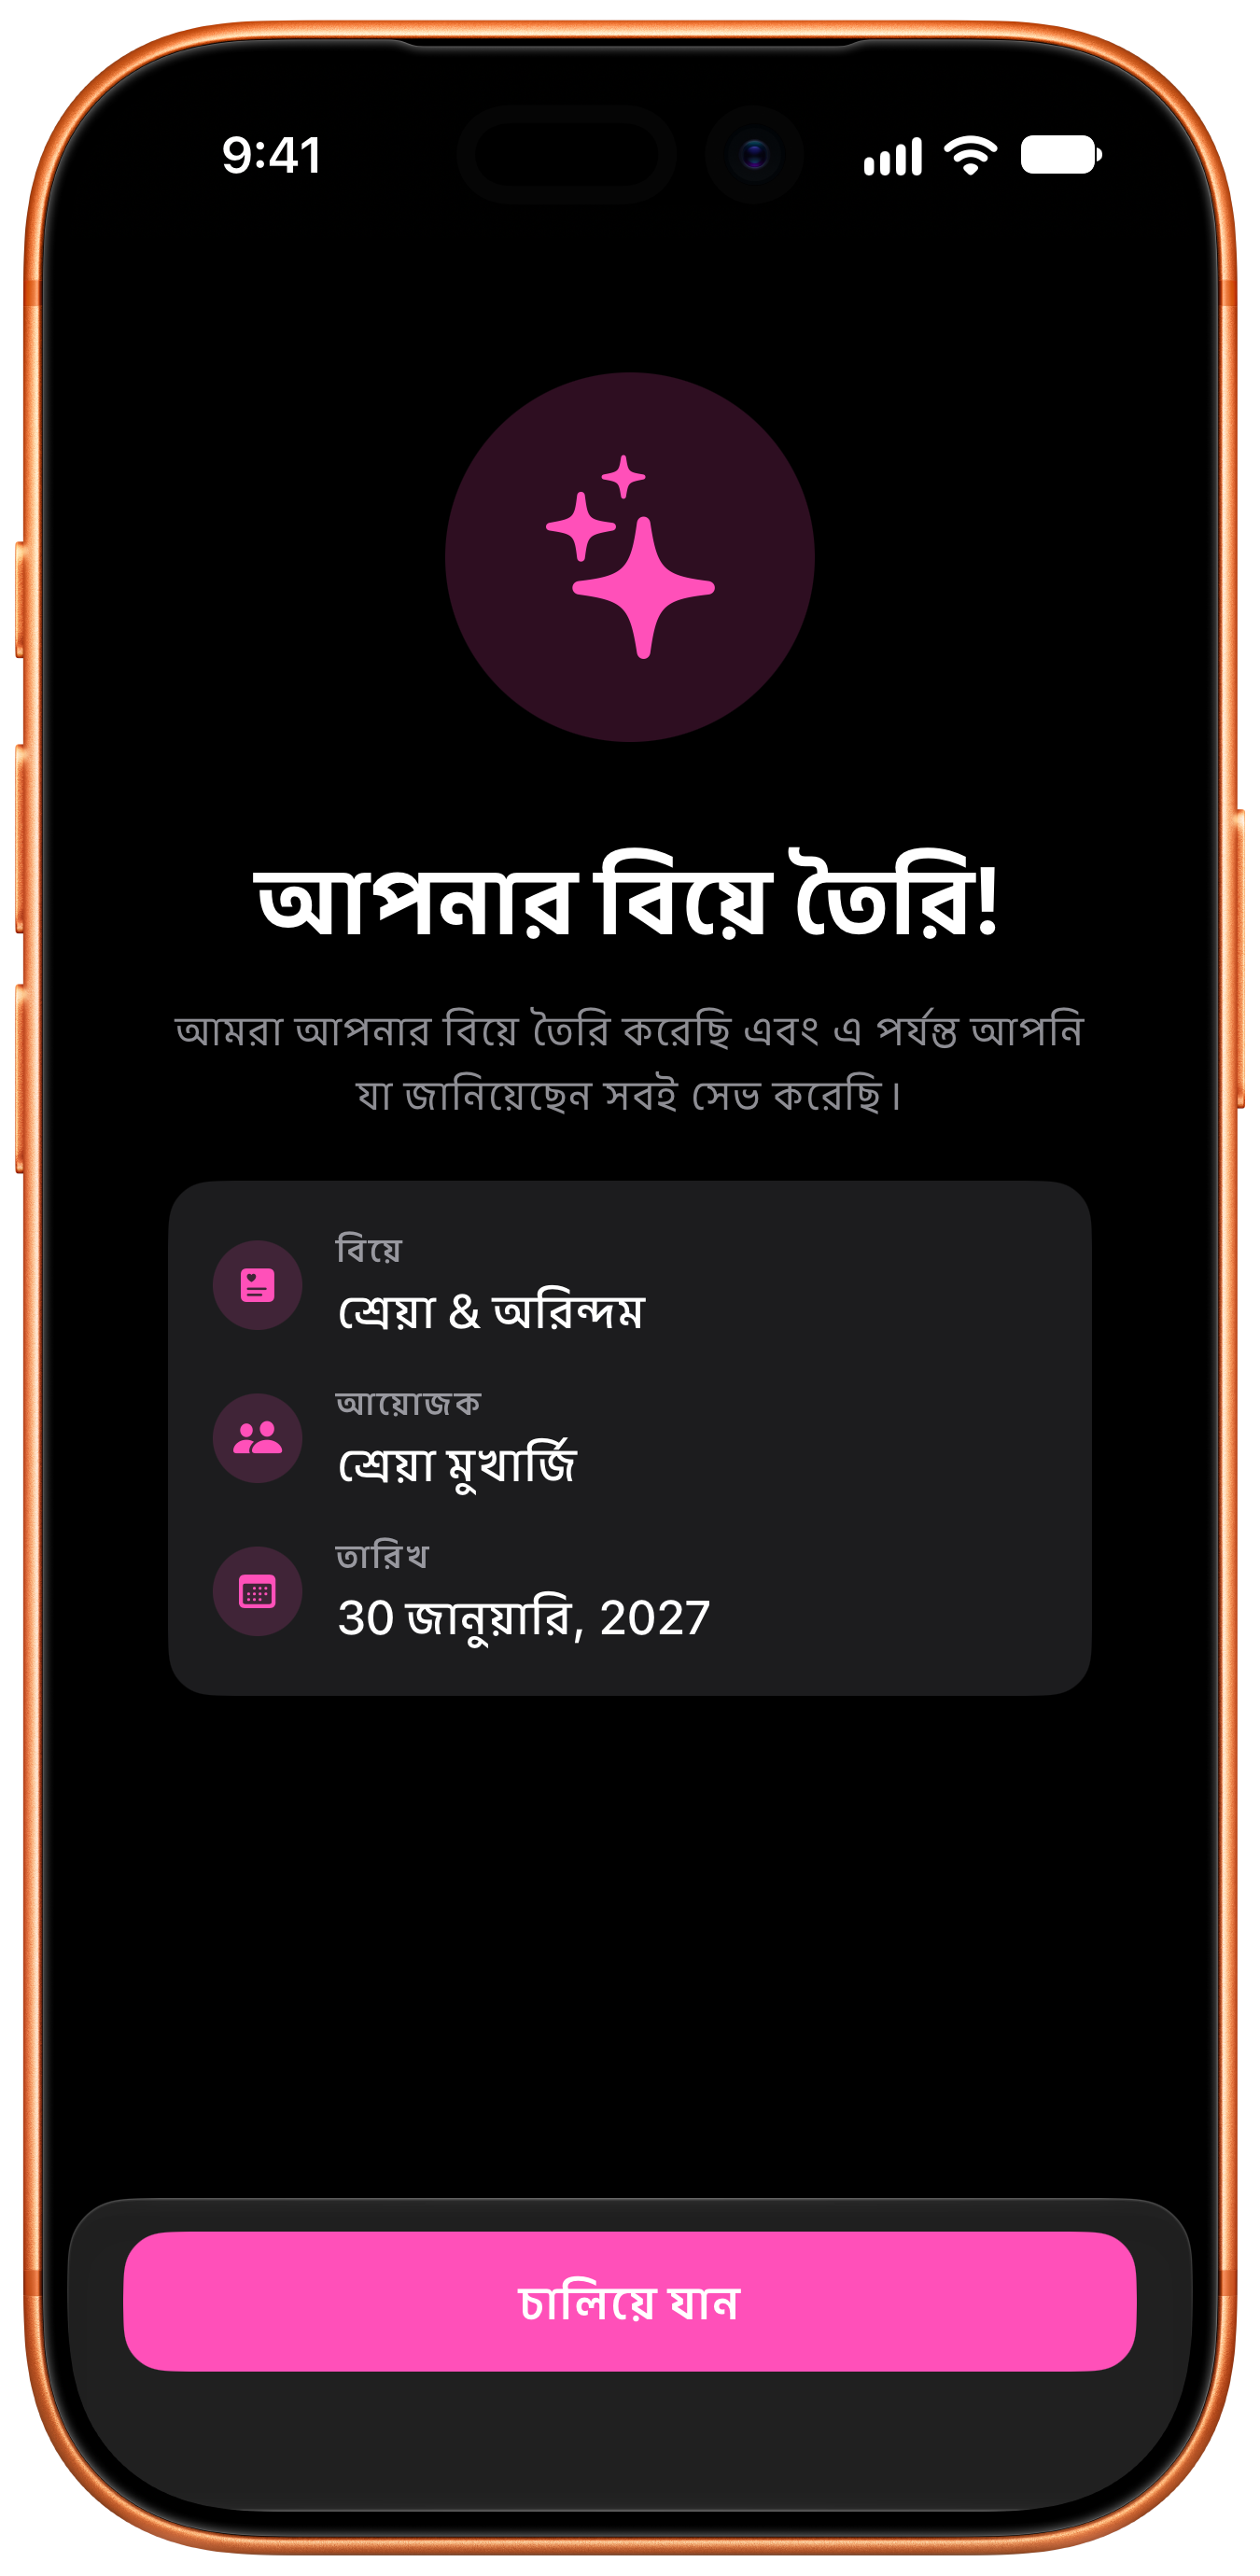 9:41
আপনার বিয়ে তৈরি!
আমরা আপনার বিয়ে তৈরি করেছি এবং এ পর্যন্ত আপনি
যা জানিয়েছেন সবই সেভ করেছি।
বিয়ে
শ্রেয়া & অরিন্দম
আয়োজক
শ্রেয়া মুখার্জি
তারিখ
30 জানুয়ারি, 2027
চালিয়ে যান